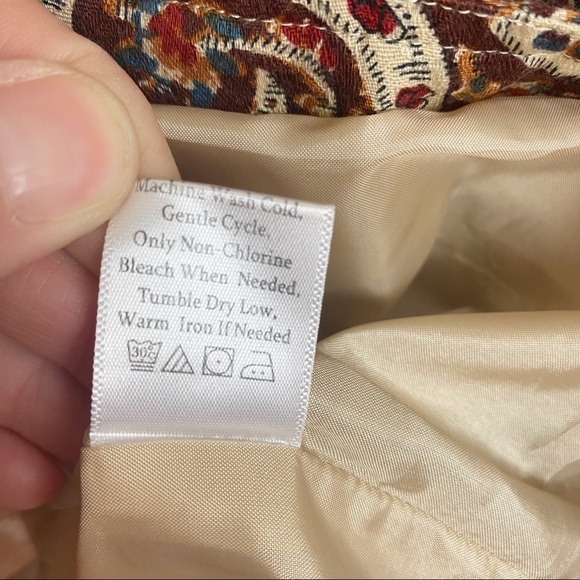 Machine Wash Cold,
Gentle Cycle,
Only Non-Chlorine
Bleach When Needed,
Tumble Dry Low,
Warm Iron If Needed
30°C